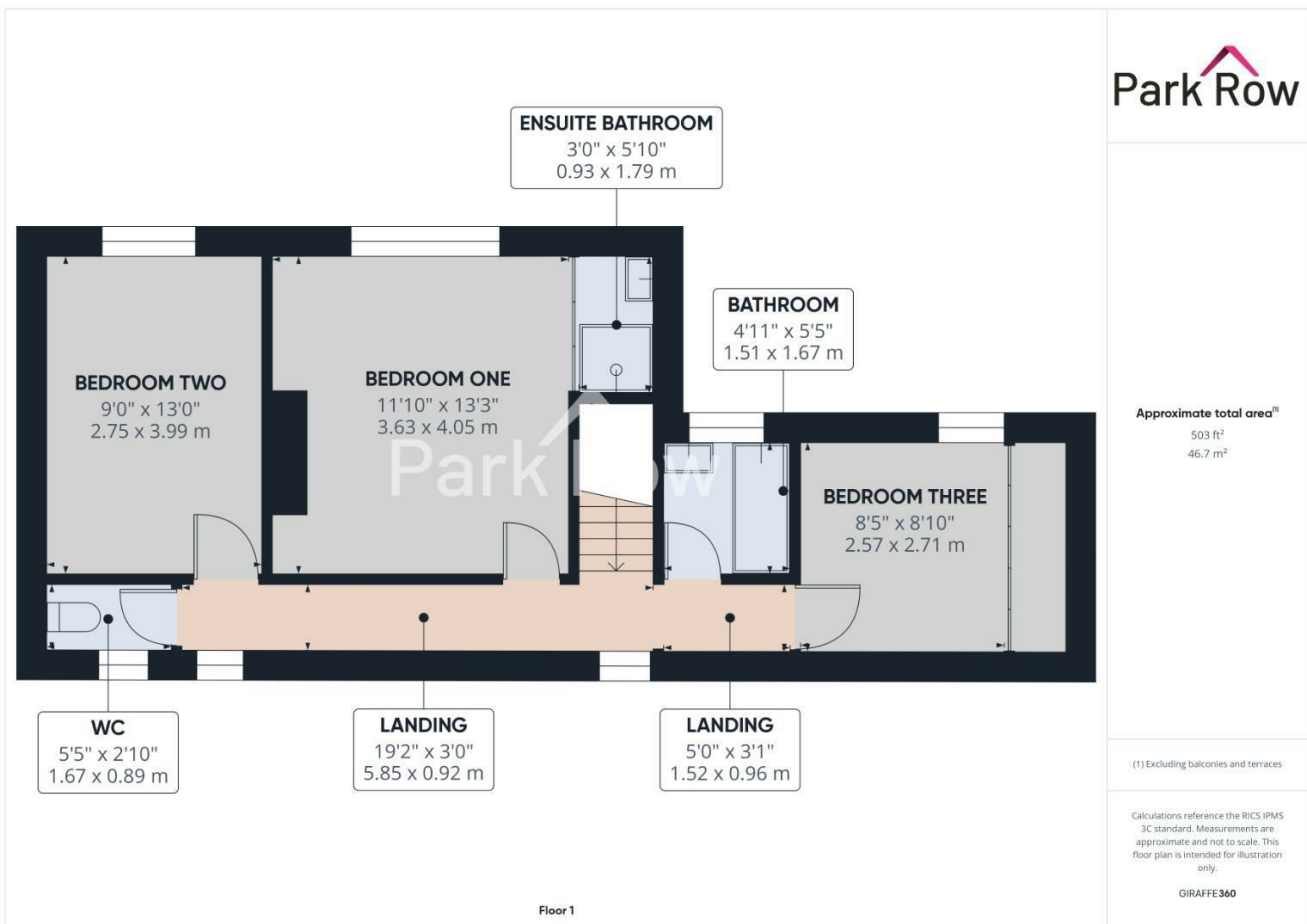 Park Row
ENSUITE BATHROOM
3'0" x 5'10"
0.93 x 1.79 m
BATHROOM
4'11" x 5'5"
1.51 x 1.67 m
BEDROOM TWO
9'0" x 13'0"
2.75 x 3.99 m
BEDROOM ONE
11'10" x 13'3"
3.63 x 4.05 m
Park Row
BEDROOM THREE
8'5" x 8'10"
2.57 x 2.71 m
WC
5'5" x 2'10"
1.67 x 0.89 m
LANDING
19'2" x 3'0"
5.85 x 0.92 m
LANDING
5'0" x 3'1"
1.52 x 0.96 m
Floor 1
Approximate total area(1)
503 ft²
46.7 m²
(1) Excluding balconies and terraces
Calculations reference the RICS IPMS
3C standard. Measurements are
approximate and not to scale. This
floor plan is intended for illustration
only.
GIRAFFE360